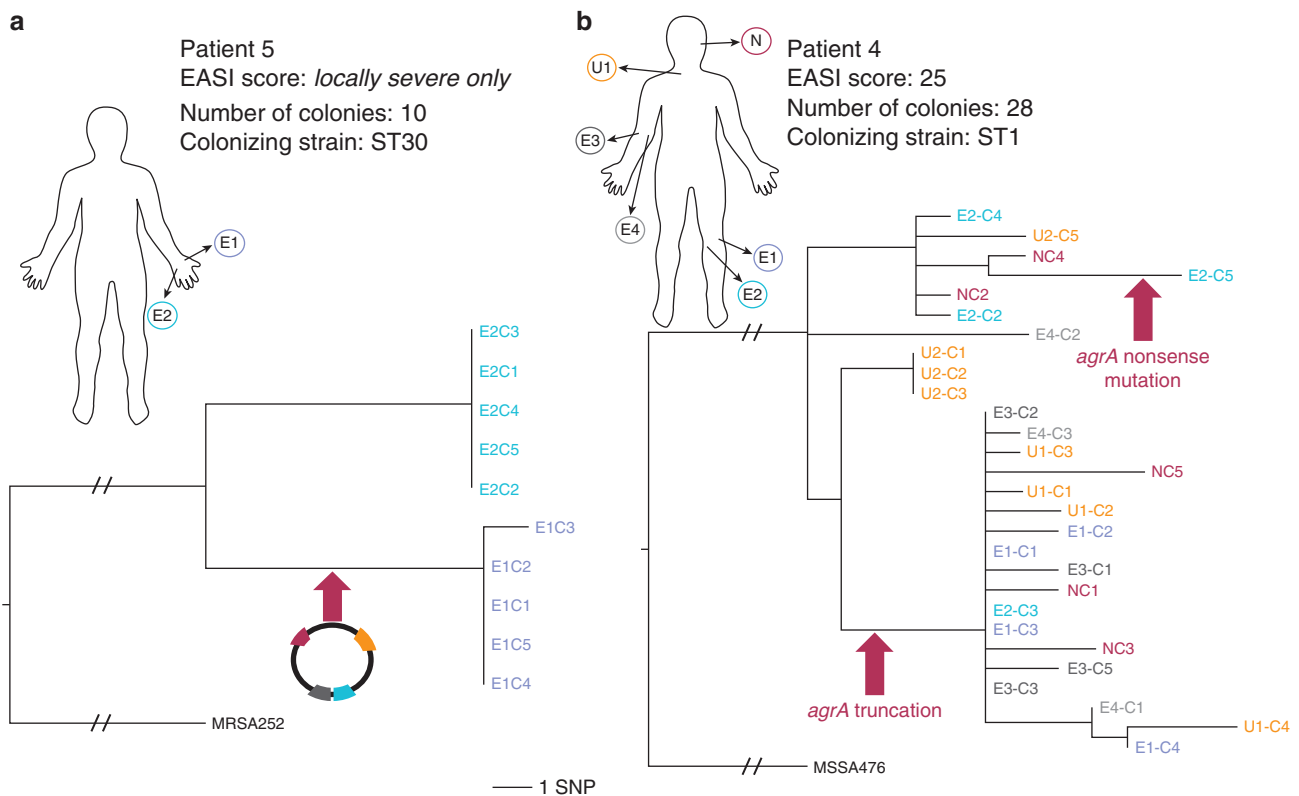 a
Patient 5
EASI score: locally severe only
Number of colonies: 10
Colonizing strain: ST30
E1
E2
E2C3
E2C1
E2C4
E2C5
E2C2
E1C3
E1C2
E1C1
E1C5
E1C4
MRSA252
1 SNP
b
N
U1
E3
E4
E1
E2
Patient 4
EASI score: 25
Number of colonies: 28
Colonizing strain: ST1
E2-C4
U2-C5
NC4
E2-C5
NC2
E2-C2
agrA nonsense
mutation
E4-C2
U2-C1
U2-C2
U2-C3
E3-C2
E4-C3
U1-C3
NC5
U1-C1
U1-C2
E1-C2
E1-C1
E3-C1
NC1
E2-C3
E1-C3
NC3
E3-C5
E3-C3
agrA truncation
E4-C1
U1-C4
E1-C4
MSSA476